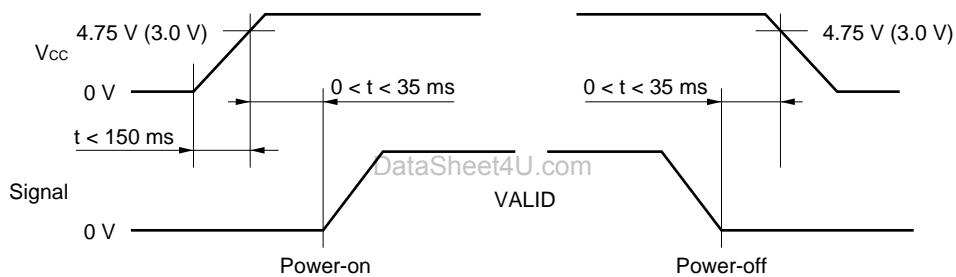 4.75 V (3.0 V)
4.75 V (3.0 V)
VCC
0 V
0 < t < 35 ms
0 < t < 35 ms
t < 150 ms
DataSheet4U.com
Signal
VALID
0 V
Power-on
Power-off